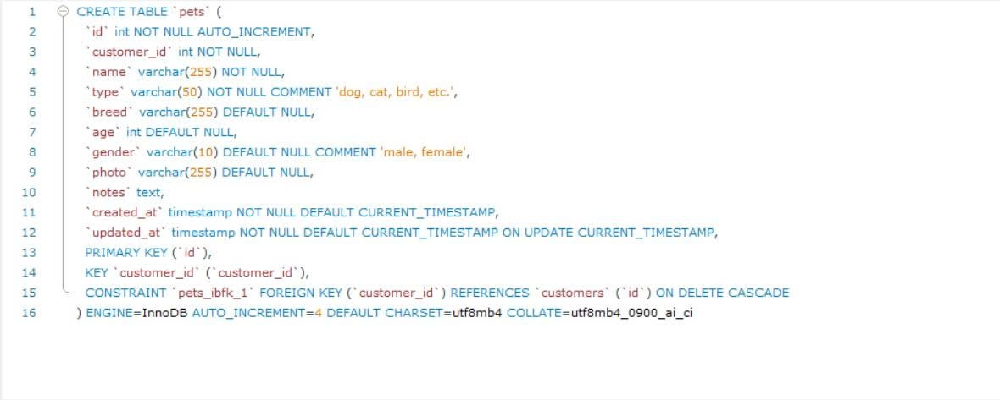 1 CREATE TABLE `pets` (
2 `id` int NOT NULL AUTO_INCREMENT,
3 `customer_id` int NOT NULL,
4 `name` varchar(255) NOT NULL,
5 `type` varchar(50) NOT NULL COMMENT 'dog, cat, bird, etc.',
6 `breed` varchar(255) DEFAULT NULL,
7 `age` int DEFAULT NULL,
8 `gender` varchar(10) DEFAULT NULL COMMENT 'male, female',
9 `photo` varchar(255) DEFAULT NULL,
10 `notes` text,
11 `created_at` timestamp NOT NULL DEFAULT CURRENT_TIMESTAMP,
12 `updated_at` timestamp NOT NULL DEFAULT CURRENT_TIMESTAMP ON UPDATE CURRENT_TIMESTAMP,
13 PRIMARY KEY (`id`),
14 KEY `customer_id` (`customer_id`),
15 CONSTRAINT `pets_ibfk_1` FOREIGN KEY (`customer_id`) REFERENCES `customers` (`id`) ON DELETE CASCADE
16 ) ENGINE=InnoDB AUTO_INCREMENT=4 DEFAULT CHARSET=utf8mb4 COLLATE=utf8mb4_0900_ai_ci